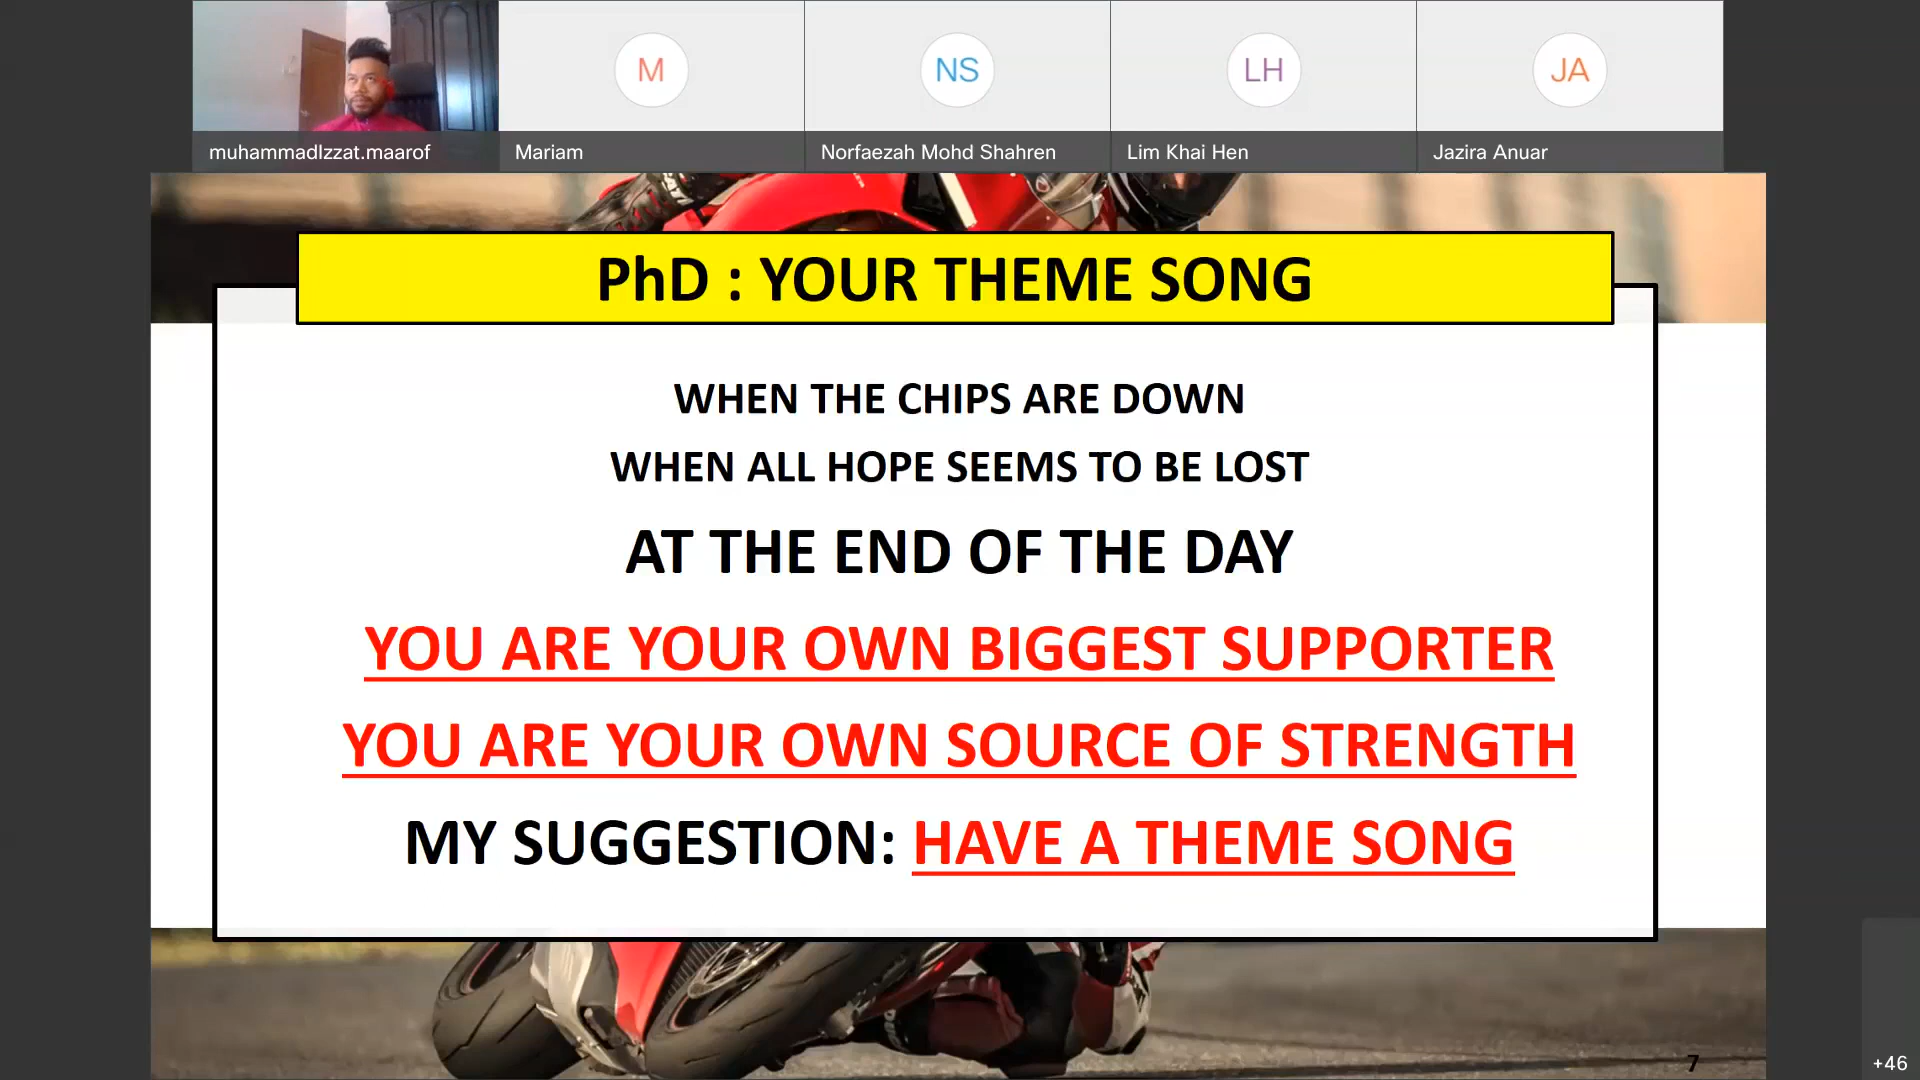 M
NS
LH
JA
muhammadIzzat.maarof
Mariam
Norfaezah Mohd Shahren
Lim Khai Hen
Jazira Anuar
PhD : YOUR THEME SONG
WHEN THE CHIPS ARE DOWN
WHEN ALL HOPE SEEMS TO BE LOST
AT THE END OF THE DAY
YOU ARE YOUR OWN BIGGEST SUPPORTER
YOU ARE YOUR OWN SOURCE OF STRENGTH
MY SUGGESTION: HAVE A THEME SONG
7
+46